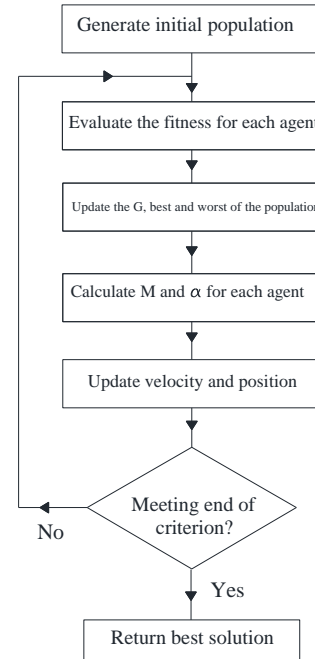 Generate initial population
Evaluate the fitness for each agent
Update the G, best and worst of the population
Calculate M and α for each agent
Update velocity and position
Meeting end of
criterion?
No
Yes
Return best solution